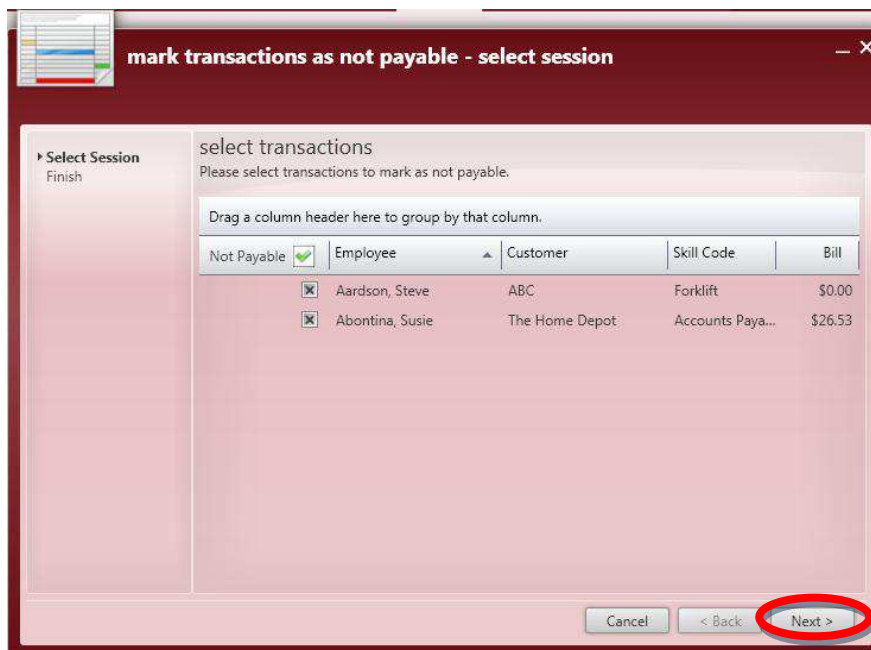 mark transactions as not payable - select session
Select Session
Finish
select transactions
Please select transactions to mark as not payable.
Drag a column header here to group by that column.
Not Payable Employee Customer Skill Code Bill
Aardson, Steve ABC Forklift $0.00
Abontina, Susie The Home Depot Accounts Paya... $26.53
Cancel < Back Next >